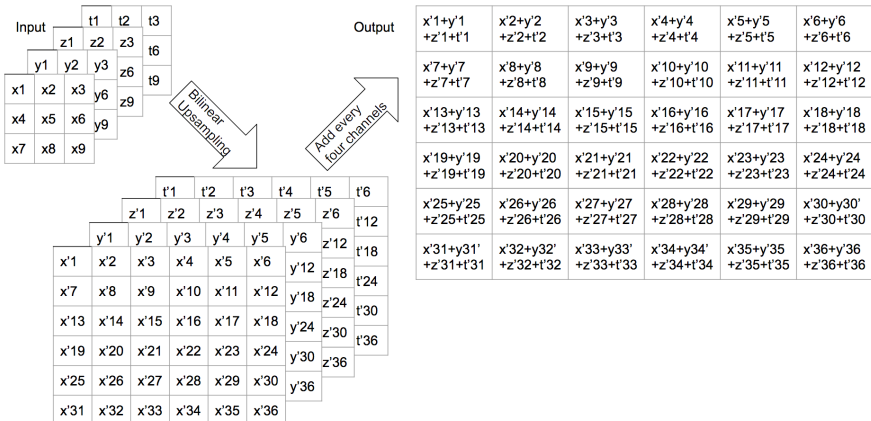 Input
t1 t2 t3
z1 z2 z3
t6
y1 y2 y3
z6
t9
x1 x2 x3
y6
z9
x4 x5 x6
y9
x7 x8 x9
Bilinear
Upsampling
Add every
four channels
t'1 t'2 t'3 t'4 t'5 t'6
z'1 z'2 z'3 z'4 z'5 z'6
t'12
y'1 y'2 y'3 y'4 y'5 y'6
z'12
t'18
x'1 x'2 x'3 x'4 x'5 x'6
y'12
z'18
t'24
x'7 x'8 x'9 x'10 x'11 x'12
y'18
z'24
t'30
x'13 x'14 x'15 x'16 x'17 x'18
y'24
z'30
t'36
x'19 x'20 x'21 x'22 x'23 x'24
y'30
z'36
x'25 x'26 x'27 x'28 x'29 x'30
y'36
x'31 x'32 x'33 x'34 x'35 x'36
Output
x'1+y'1 x'2+y'2 x'3+y'3 x'4+y'4 x'5+y'5 x'6+y'6
+z'1+t'1 +z'2+t'2 +z'3+t'3 +z'4+t'4 +z'5+t'5 +z'6+t'6
x'7+y'7 x'8+y'8 x'9+y'9 x'10+y'10 x'11+y'11 x'12+y'12
+z'7+t'7 +z'8+t'8 +z'9+t'9 +z'10+t'10 +z'11+t'11 +z'12+t'12
x'13+y'13 x'14+y'14 x'15+y'15 x'16+y'16 x'17+y'17 x'18+y'18
+z'13+t'13 +z'14+t'14 +z'15+t'15 +z'16+t'16 +z'17+t'17 +z'18+t'18
x'19+y'19 x'20+y'20 x'21+y'21 x'22+y'22 x'23+y'23 x'24+y'24
+z'19+t'19 +z'20+t'20 +z'21+t'21 +z'22+t'22 +z'23+t'23 +z'24+t'24
x'25+y'25 x'26+y'26 x'27+y'27 x'28+y'28 x'29+y'29 x'30+y'30'
+z'25+t'25 +z'26+t'26 +z'27+t'27 +z'28+t'28 +z'29+t'29 +z'30+t'30
x'31+y31' x'32+y32' x'33+y33' x'34+y34' x'35+y'35 x'36+y'36
+z'31+t'31 +z'32+t'32 +z'33+t'33 +z'34+t'34 +z'35+t'35 +z'36+t'36